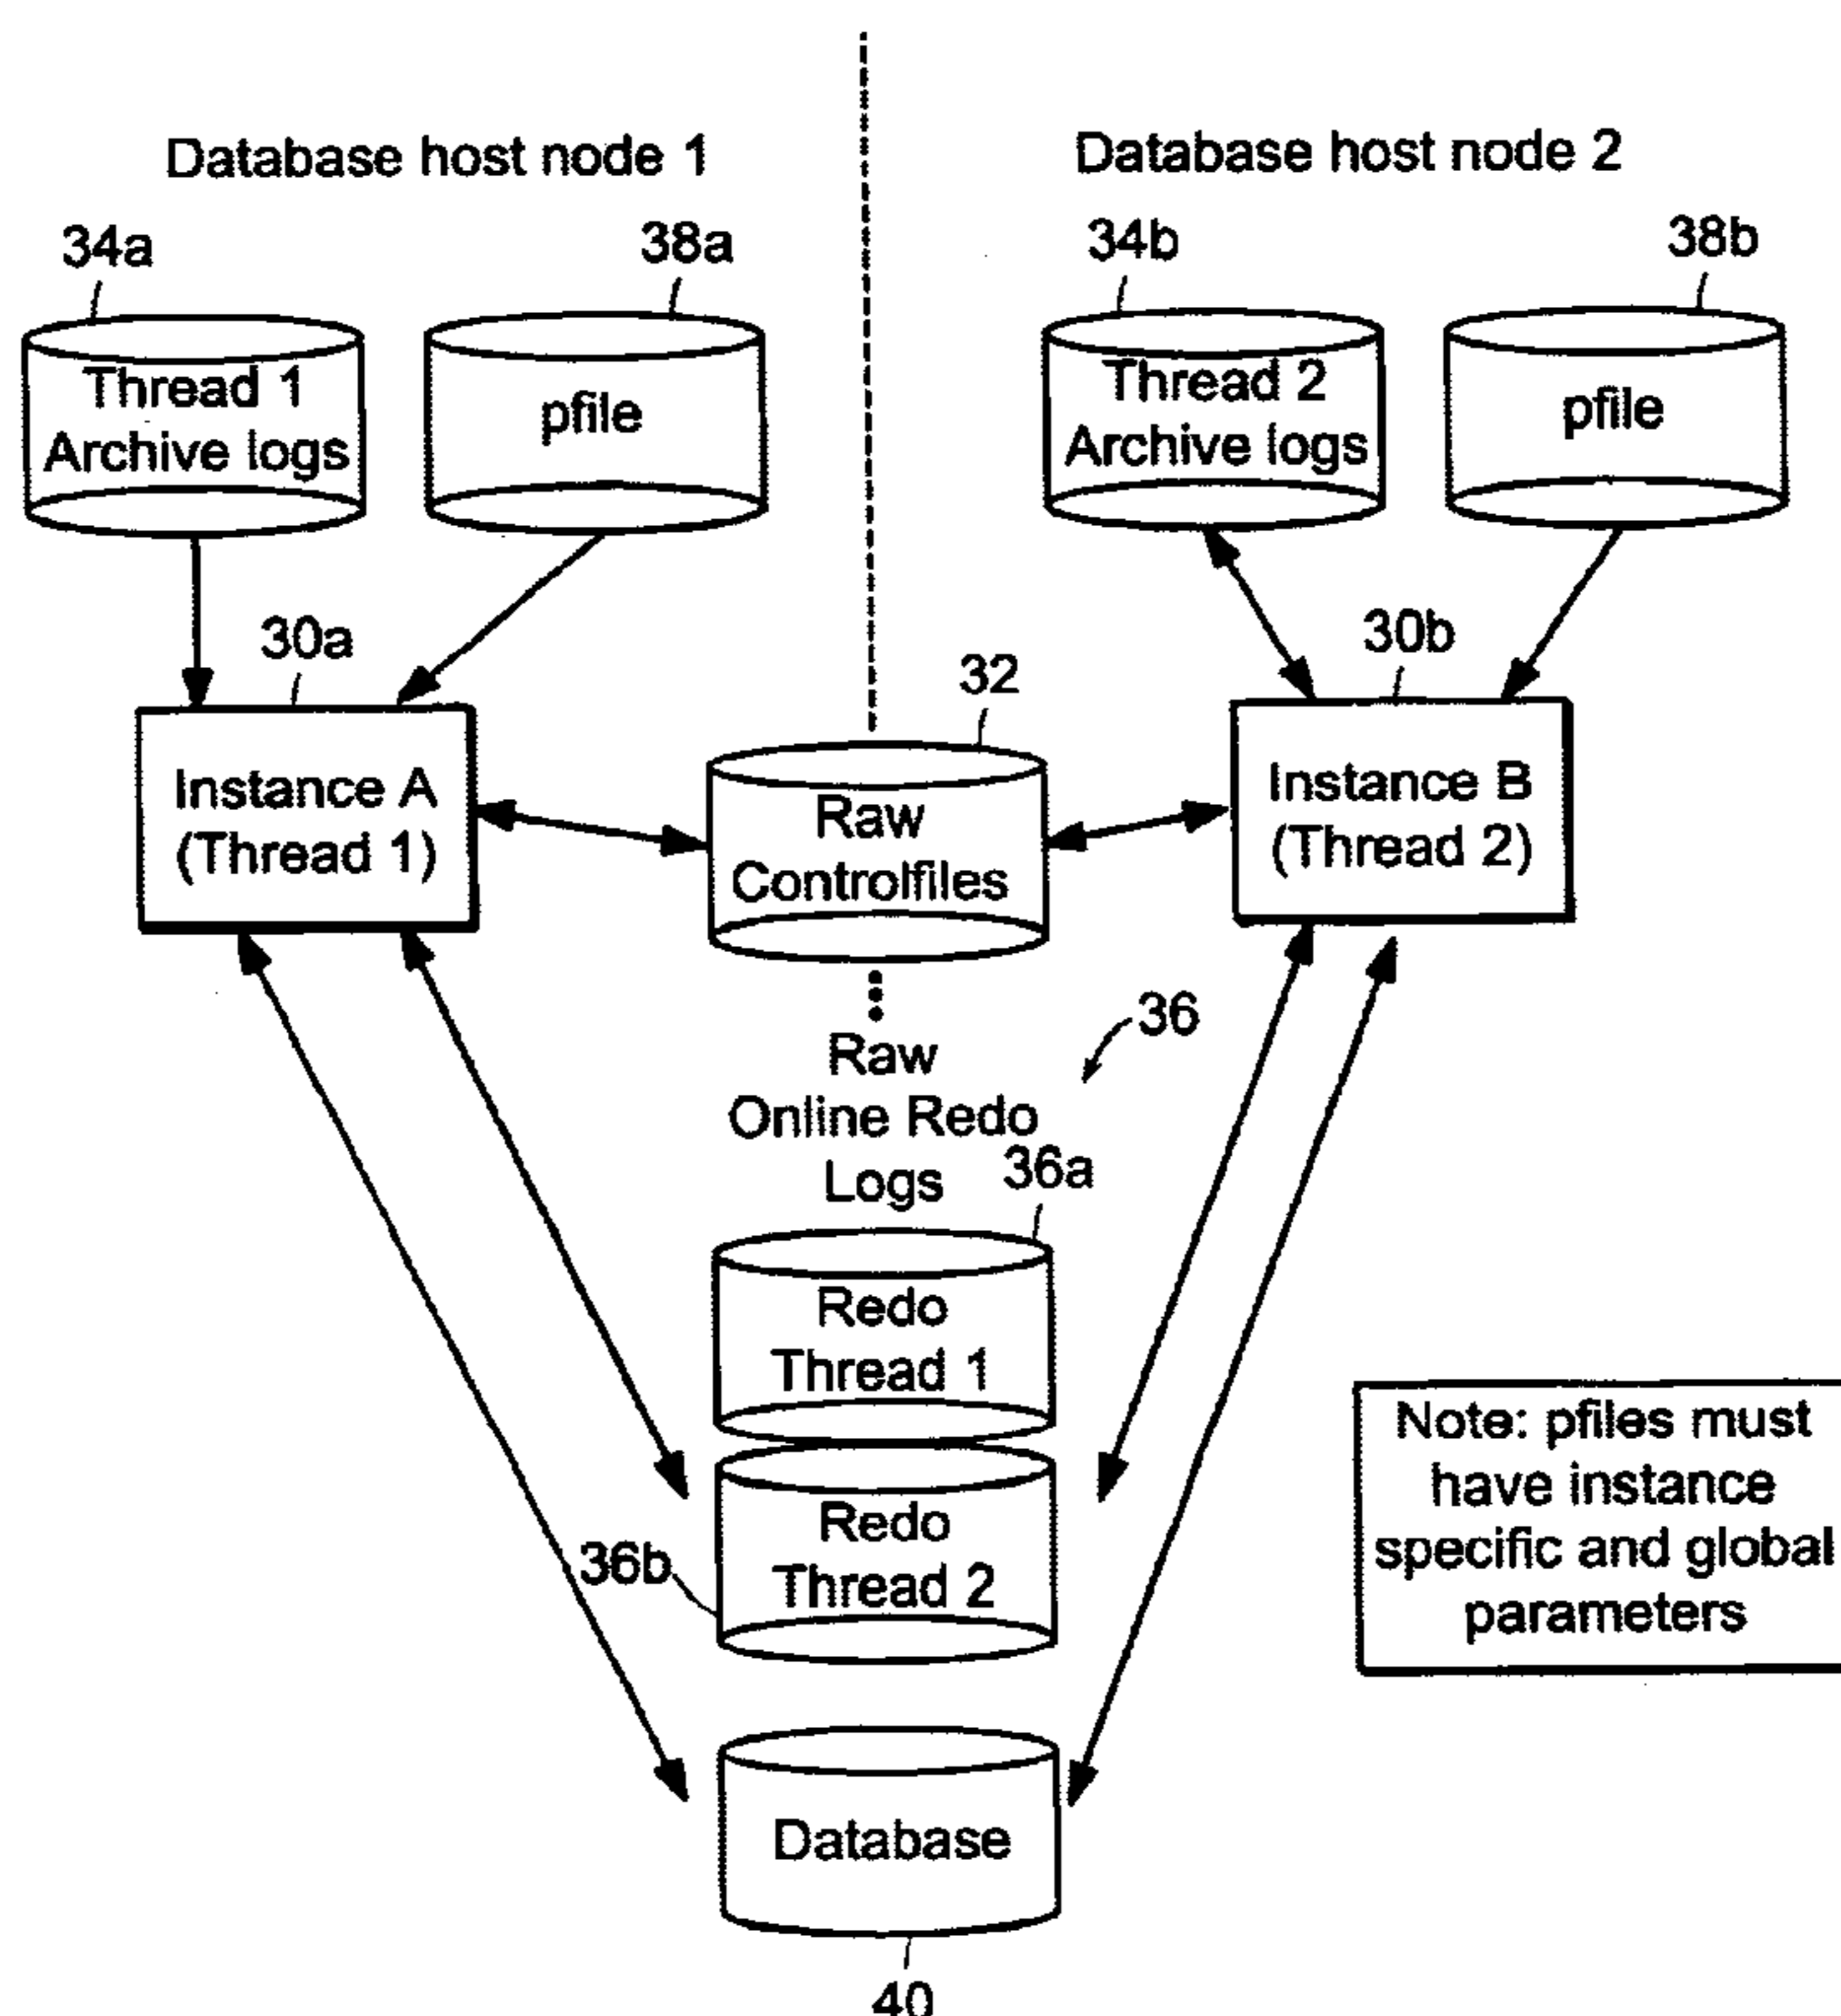 Database host node 1
Database host node 2
34a
38a
34b
38b
Thread 1
Archive logs
pfile
Thread 2
Archive logs
pfile
30a
32
30b
Instance A
(Thread 1)
Raw
Controlfiles
Instance B
(Thread 2)
36
Raw
Online Redo
Logs
36a
Redo
Thread 1
36b
Redo
Thread 2
Note: pfiles must
have instance
specific and global
parameters
Database
40